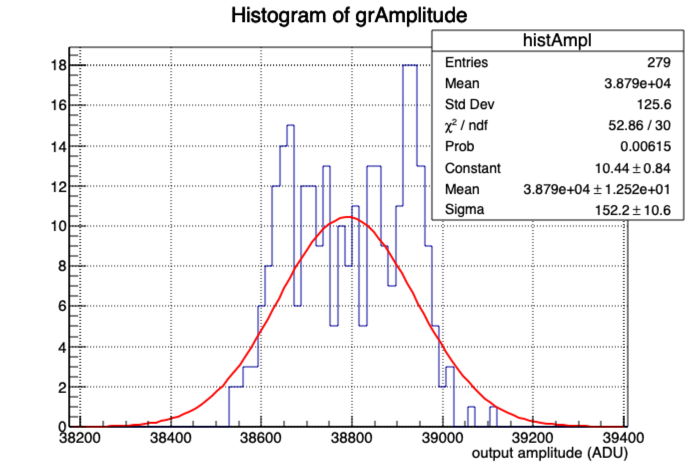 Histogram of grAmplitude
histAmpl
Entries 279
Mean 3.879e+04
Std Dev 125.6
χ² / ndf 52.86 / 30
Prob 0.00615
Constant 10.44 ± 0.84
Mean 3.879e+04 ± 1.252e+01
Sigma 152.2 ± 10.6
18
16
14
12
10
8
6
4
2
0
38200 38400 38600 38800 39000 39200 39400
output amplitude (ADU)